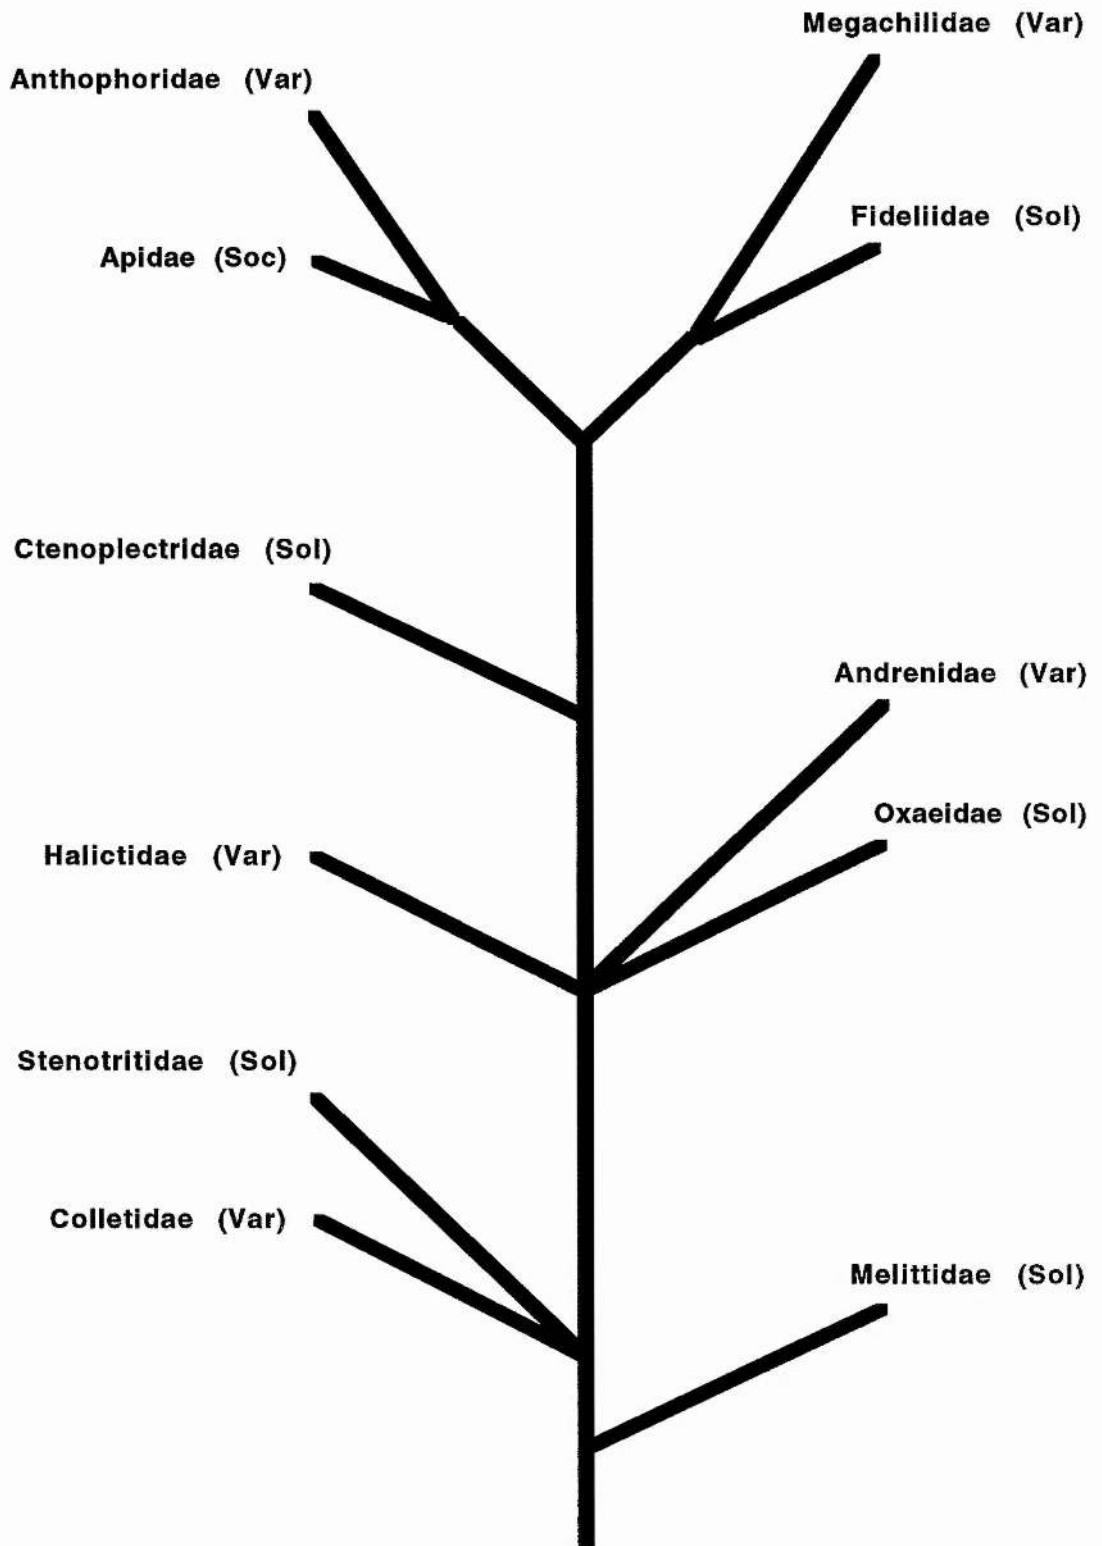 Megachilidae (Var)
Anthophoridae (Var)
Fideliidae (Sol)
Apidae (Soc)
Ctenoplectridae (Sol)
Andrenidae (Var)
Oxaeidae (Sol)
Halictidae (Var)
Stenotritidae (Sol)
Colletidae (Var)
Melittidae (Sol)